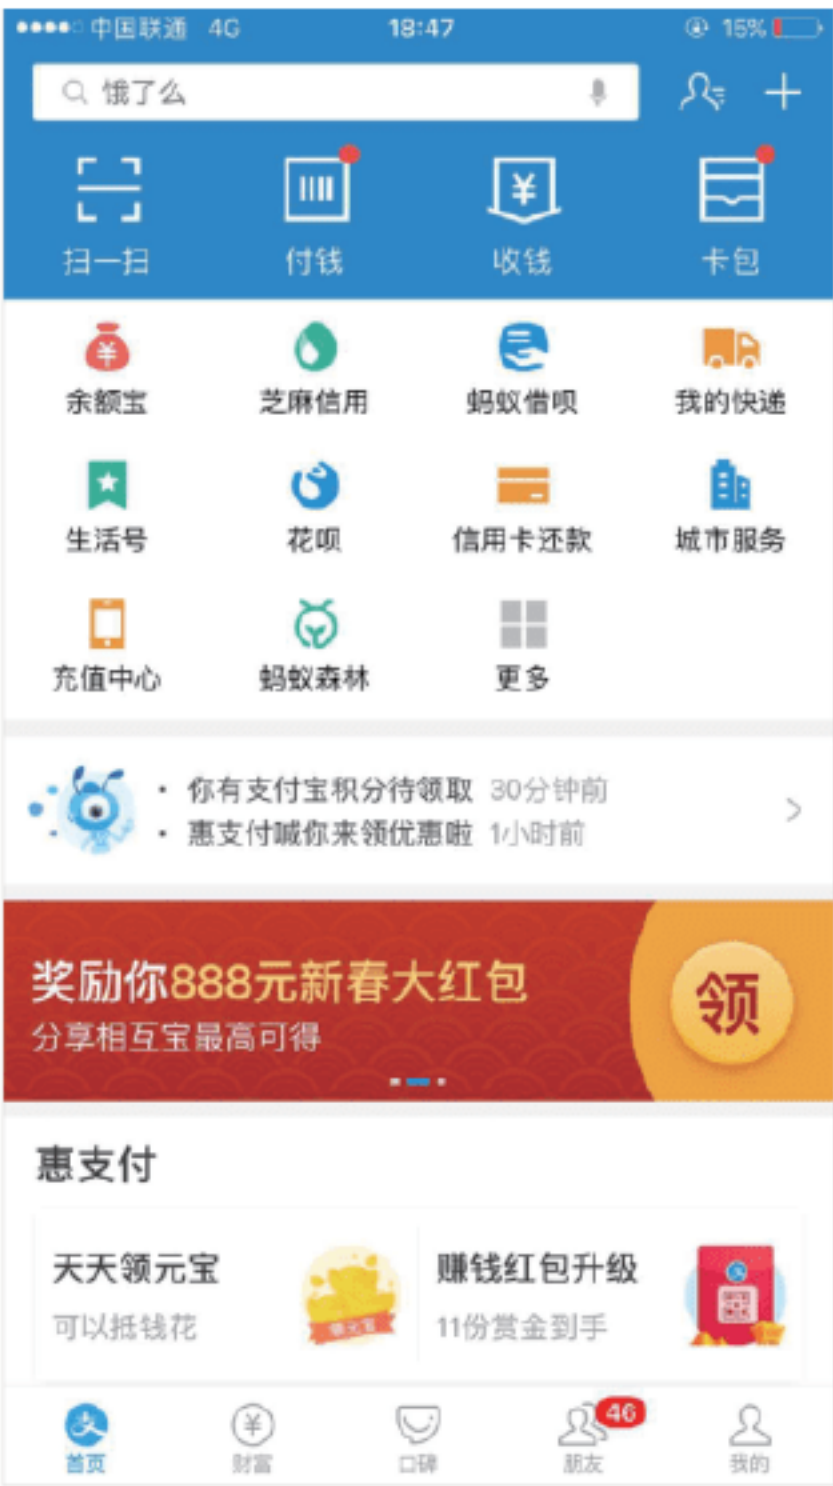 中国联通 4G 18:47 15%
饿了么
扫一扫 付钱 收钱 卡包
余额宝 芝麻信用 蚂蚁借呗 我的快递
生活号 花呗 信用卡还款 城市服务
充值中心 蚂蚁森林 更多
· 你有支付宝积分待领取 30分钟前
· 惠支付喊你来领优惠啦 1小时前
奖励你888元新春大红包
领
分享相互宝最高可得
惠支付
天天领元宝 赚钱红包升级
可以抵钱花 11份赏金到手
领元宝
46
首页 财富 口碑 朋友 我的